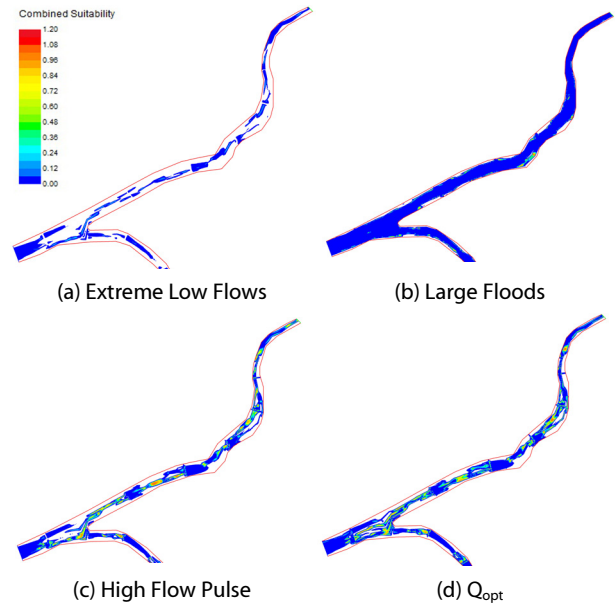 Combined Suitability
1.20
1.08
0.96
0.84
0.72
0.60
0.48
0.36
0.24
0.12
0.00
(a) Extreme Low Flows
(b) Large Floods
(c) High Flow Pulse
(d) Qopt